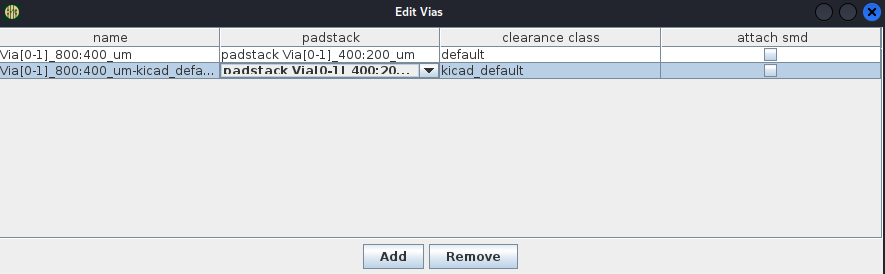 Edit Vias
name padstack clearance class attach smd
Via[0-1]_800:400_um padstack Via[0-1]_400:200_um default
Via[0-1]_800:400_um-kicad_defa... padstack Via[0-1]_400:20... kicad_default
Add Remove